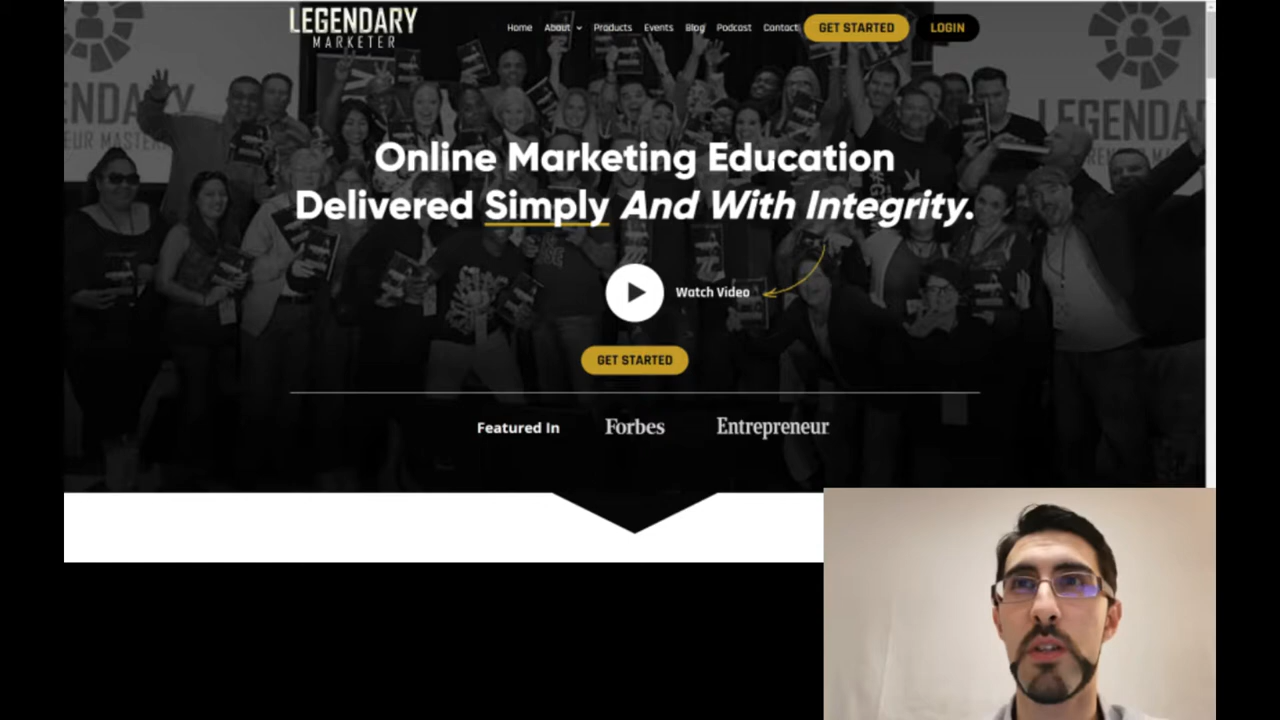 LEGENDARY
MARKETER
Home About Products Events Blog Podcast Contact GET STARTED LOGIN
Online Marketing Education
Delivered Simply And With Integrity.
Watch Video
GET STARTED
Featured In Forbes Entrepreneur